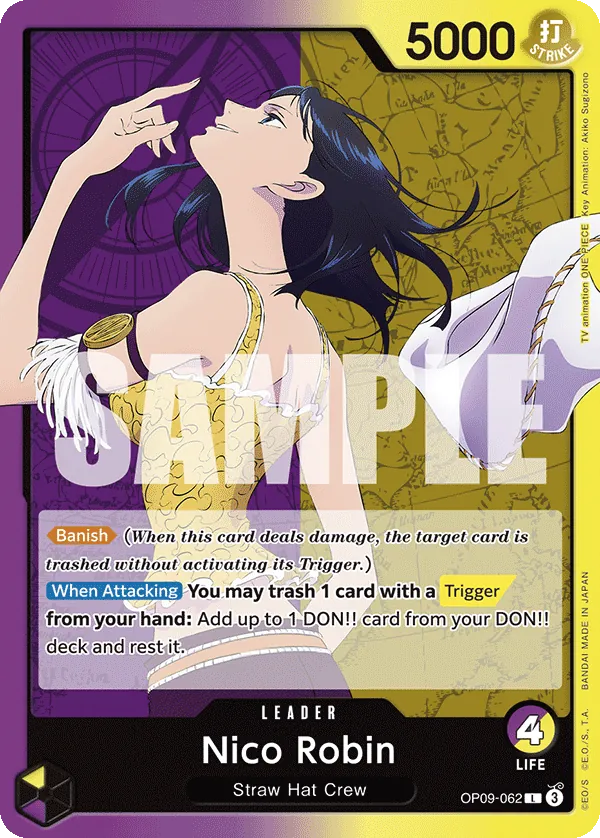 5000
打
STRIKE
TV animation ONE PIECE Key Animation: Akiko Sugizono
SAMPLE
Banish (When this card deals damage, the target card is
trashed without activating its Trigger.)
When Attacking You may trash 1 card with a Trigger
from your hand: Add up to 1 DON!! card from your DON!!
deck and rest it.
©EO/S ©E.O./S., T.A. BANDAI MADE IN JAPAN
LEADER
4
LIFE
Nico Robin
Straw Hat Crew
OP09-062 L 3